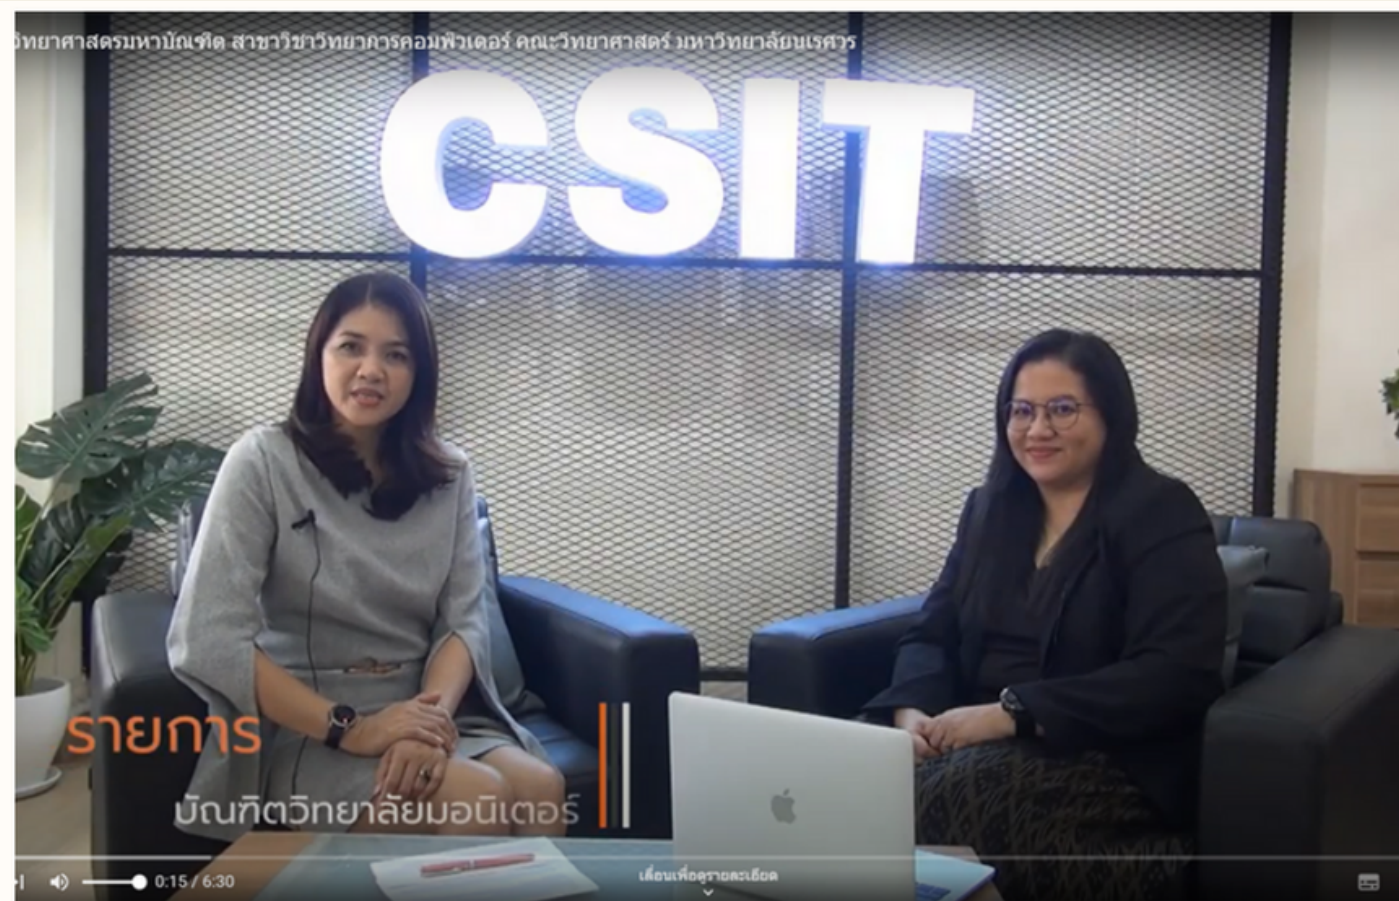 วิทยาศาสตรมหาบัณฑิต สาขาวิชาวิทยาการคอมพิวเตอร์ คณะวิทยาศาสตร์ มหาวิทยาลัยนเรศวร
CSIT
รายการ
บัณฑิตวิทยาลัยมอนิเตอร์
0:15 / 6:30
เลื่อนเพื่อดูรายละเอียด